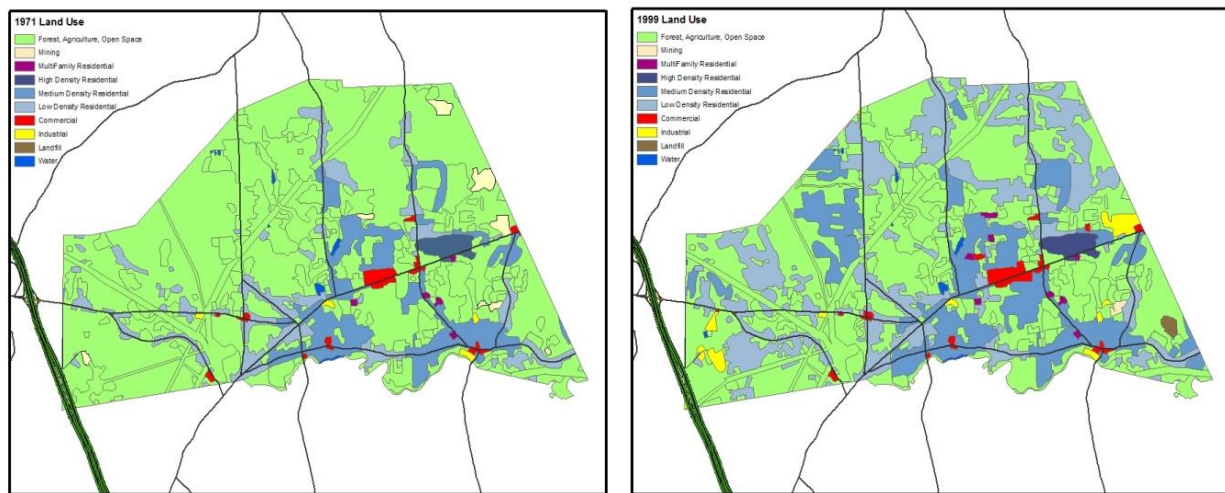 1971 Land Use
Forest, Agriculture, Open Space
Mining
MultiFamily Residential
High Density Residential
Medium Density Residential
Low Density Residential
Commercial
Industrial
Landfill
Water
1999 Land Use
Forest, Agriculture, Open Space
Mining
MultiFamily Residential
High Density Residential
Medium Density Residential
Low Density Residential
Commercial
Industrial
Landfill
Water